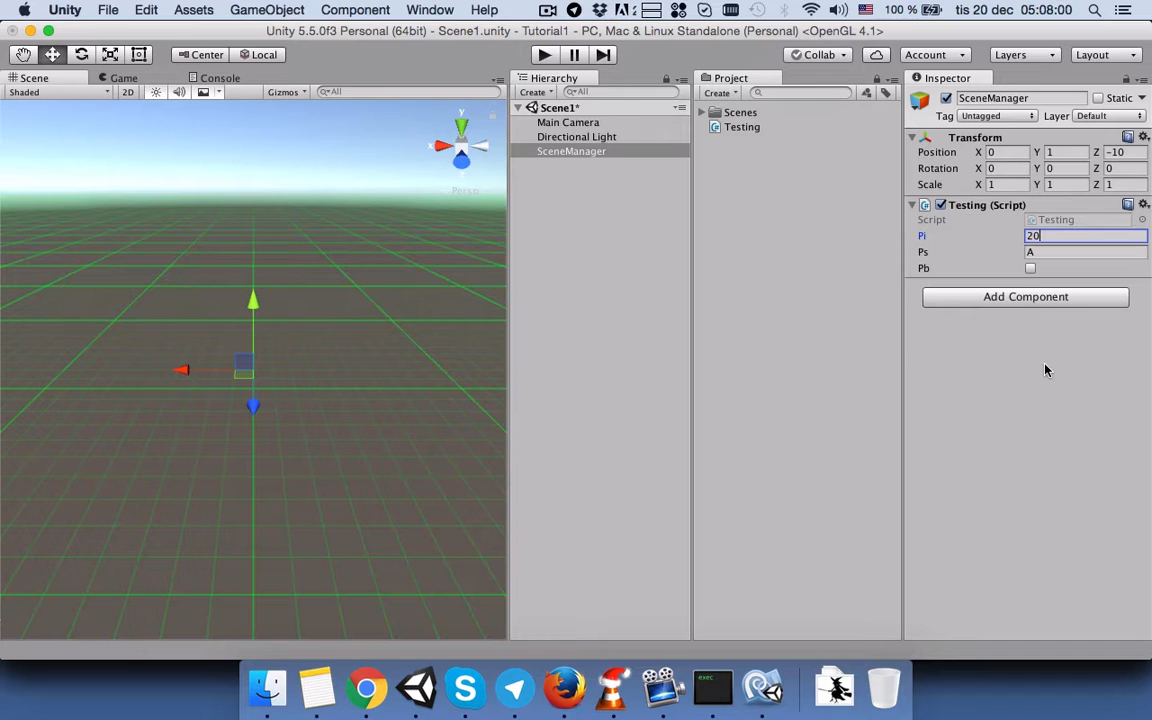 Unity File Edit Assets GameObject Component Window Help 100 % tis 20 dec 05:08:00
Unity 5.5.0f3 Personal (64bit) - Scene1.unity - Tutorial1 - PC, Mac & Linux Standalone (Personal) <OpenGL 4.1>
Center Local Collab Account Layers Layout
Scene Game Console Hierarchy Project Inspector
Shaded 2D Gizmos All Create All Create
SceneManager Static
Tag Untagged Layer Default
Scene1*
Main Camera
Directional Light
SceneManager
Scenes
Testing
y
x
Persp
Transform
Position X 0 Y 1 Z -10
Rotation X 0 Y 0 Z 0
Scale X 1 Y 1 Z 1
Testing (Script)
Script Testing
Pi 20
Ps A
Pb
Add Component
exec